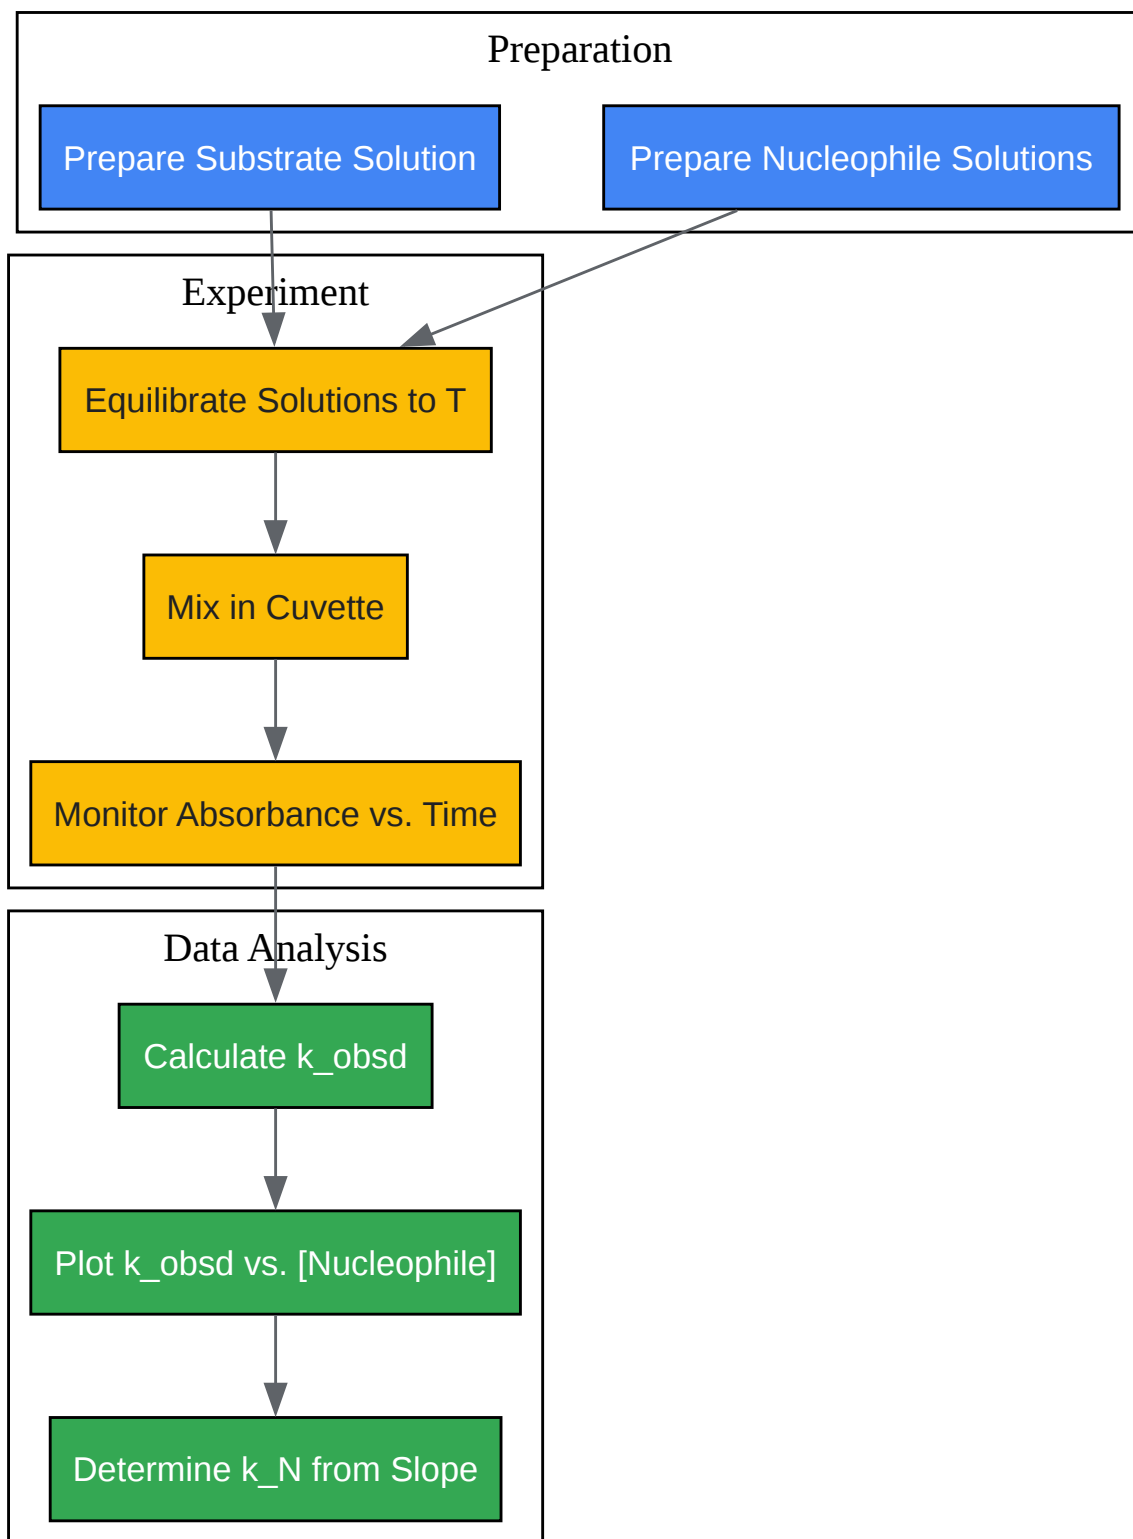 Preparation
Prepare Substrate Solution
Prepare Nucleophile Solutions
Experiment
Equilibrate Solutions to T
Mix in Cuvette
Monitor Absorbance vs. Time
Data Analysis
Calculate k_obsd
Plot k_obsd vs. [Nucleophile]
Determine k_N from Slope